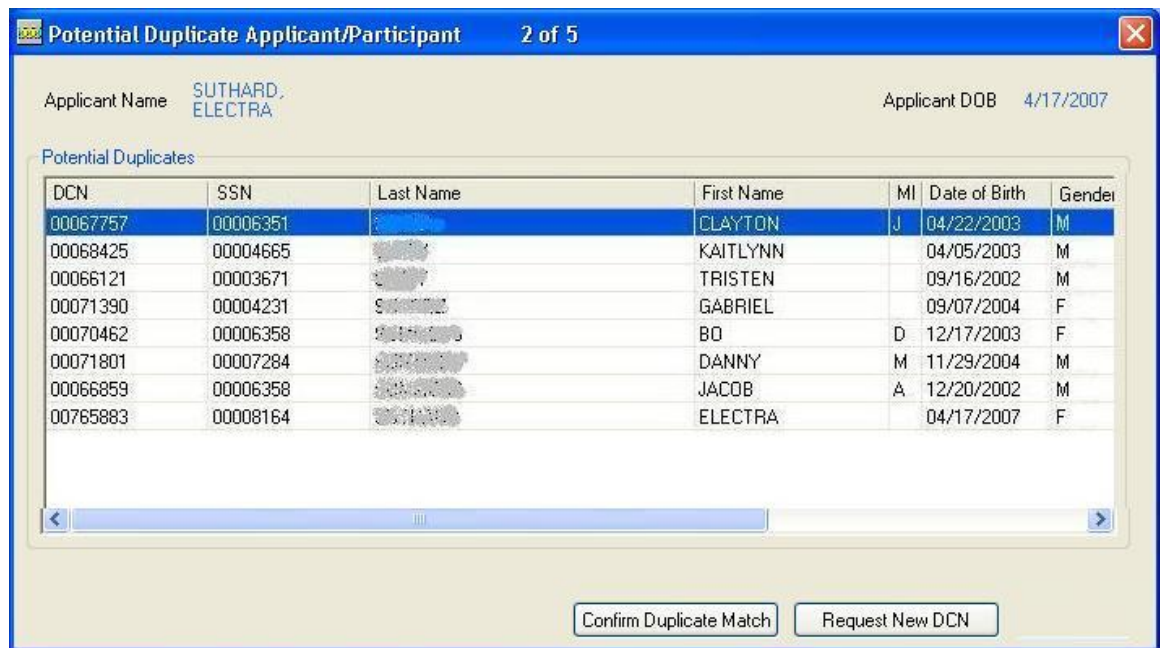 Potential Duplicate Applicant/Participant 2 of 5
Applicant Name SUTHARD, ELECTRA Applicant DOB 4/17/2007
Potential Duplicates
DCN SSN Last Name First Name MI Date of Birth Gender
00067757 00006351 CLAYTON J 04/22/2003 M
00068425 00004665 KAITLYNN 04/05/2003 M
00066121 00003671 TRISTEN 09/16/2002 M
00071390 00004231 GABRIEL 09/07/2004 F
00070462 00006358 BO D 12/17/2003 F
00071801 00007284 DANNY M 11/29/2004 M
00066859 00006358 JACOB A 12/20/2002 M
00765883 00008164 ELECTRA 04/17/2007 F
Confirm Duplicate Match Request New DCN